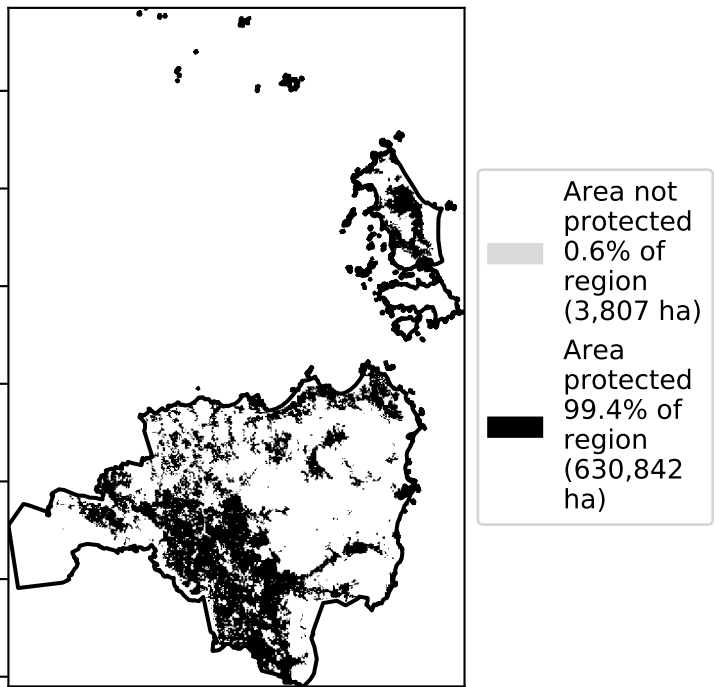 Area not
protected
0.6% of
region
(3,807 ha)
Area
protected
99.4% of
region
(630,842
ha)